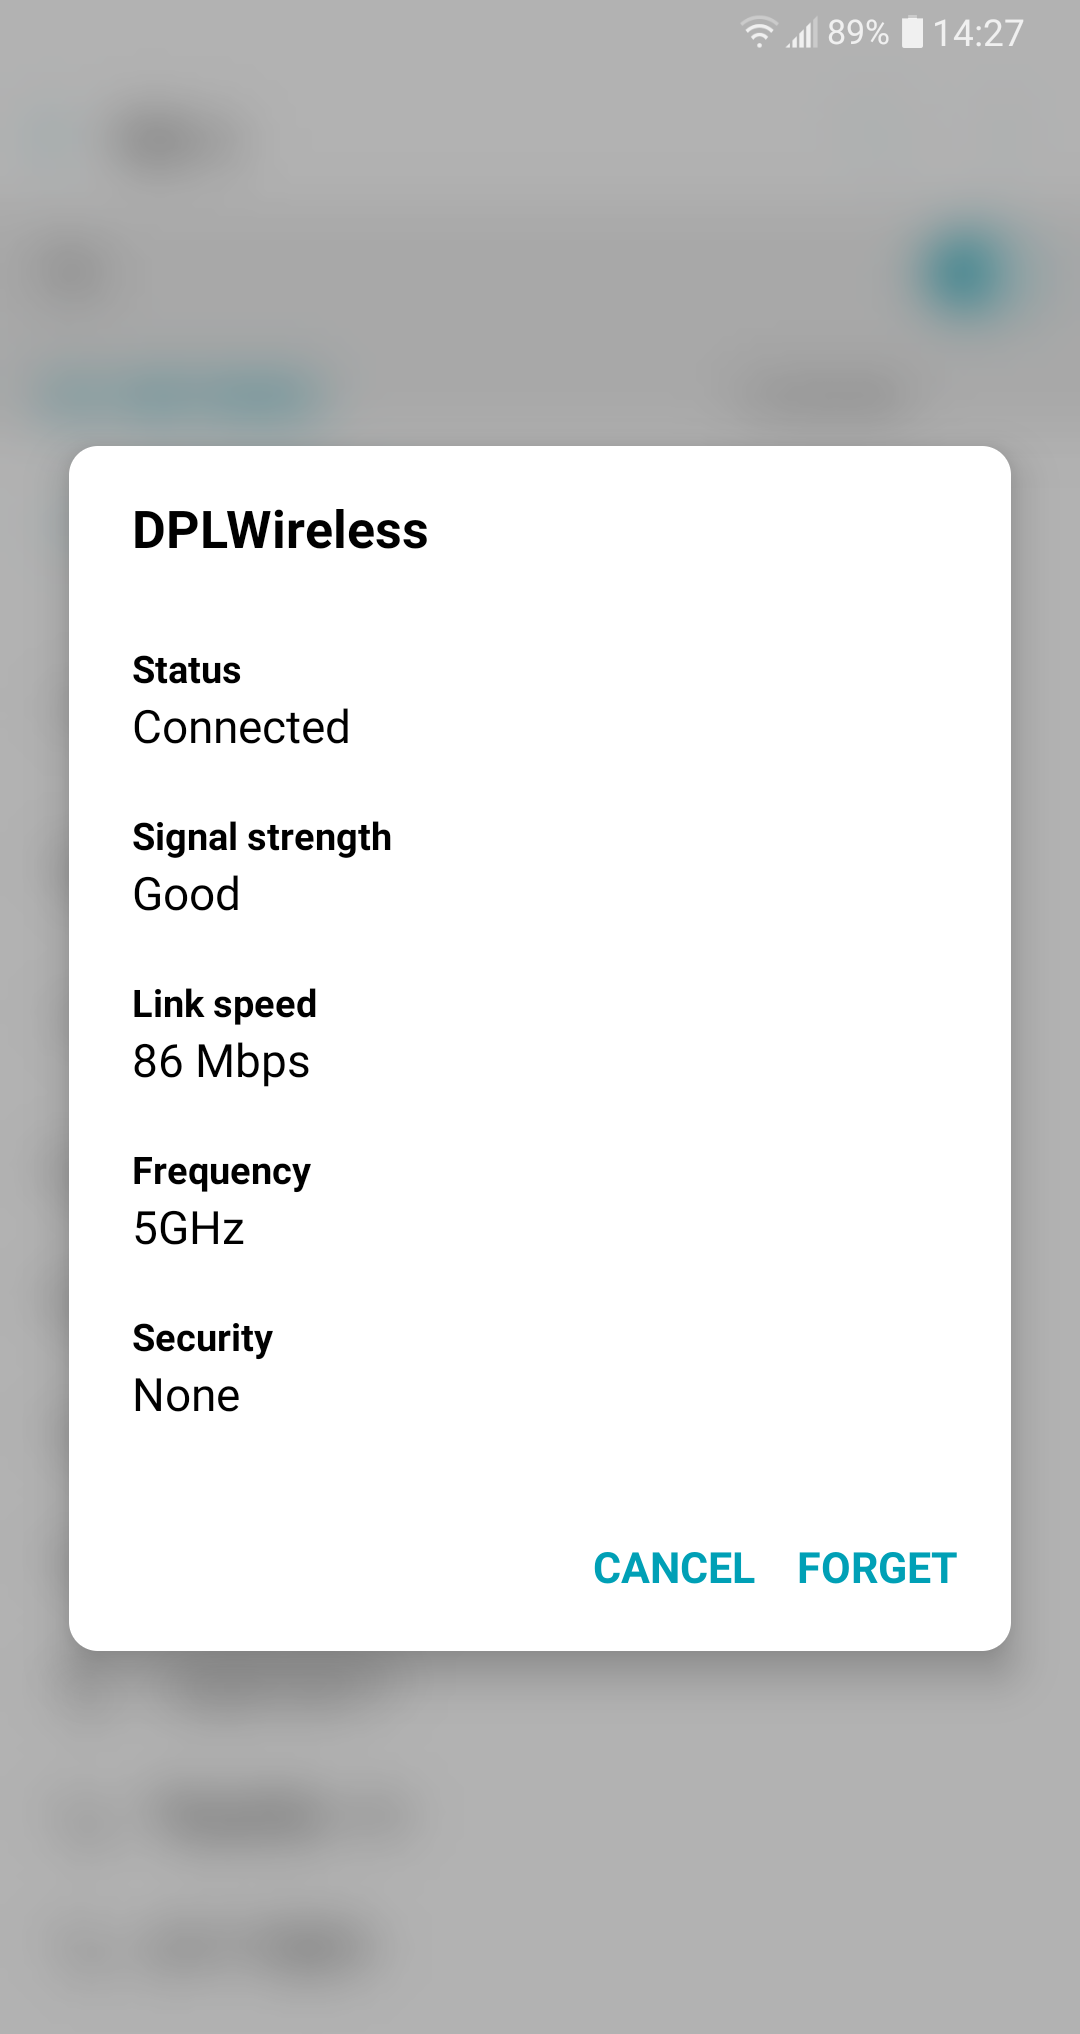 89% 14:27
DPLWireless
Status
Connected
Signal strength
Good
Link speed
86 Mbps
Frequency
5GHz
Security
None
CANCEL FORGET